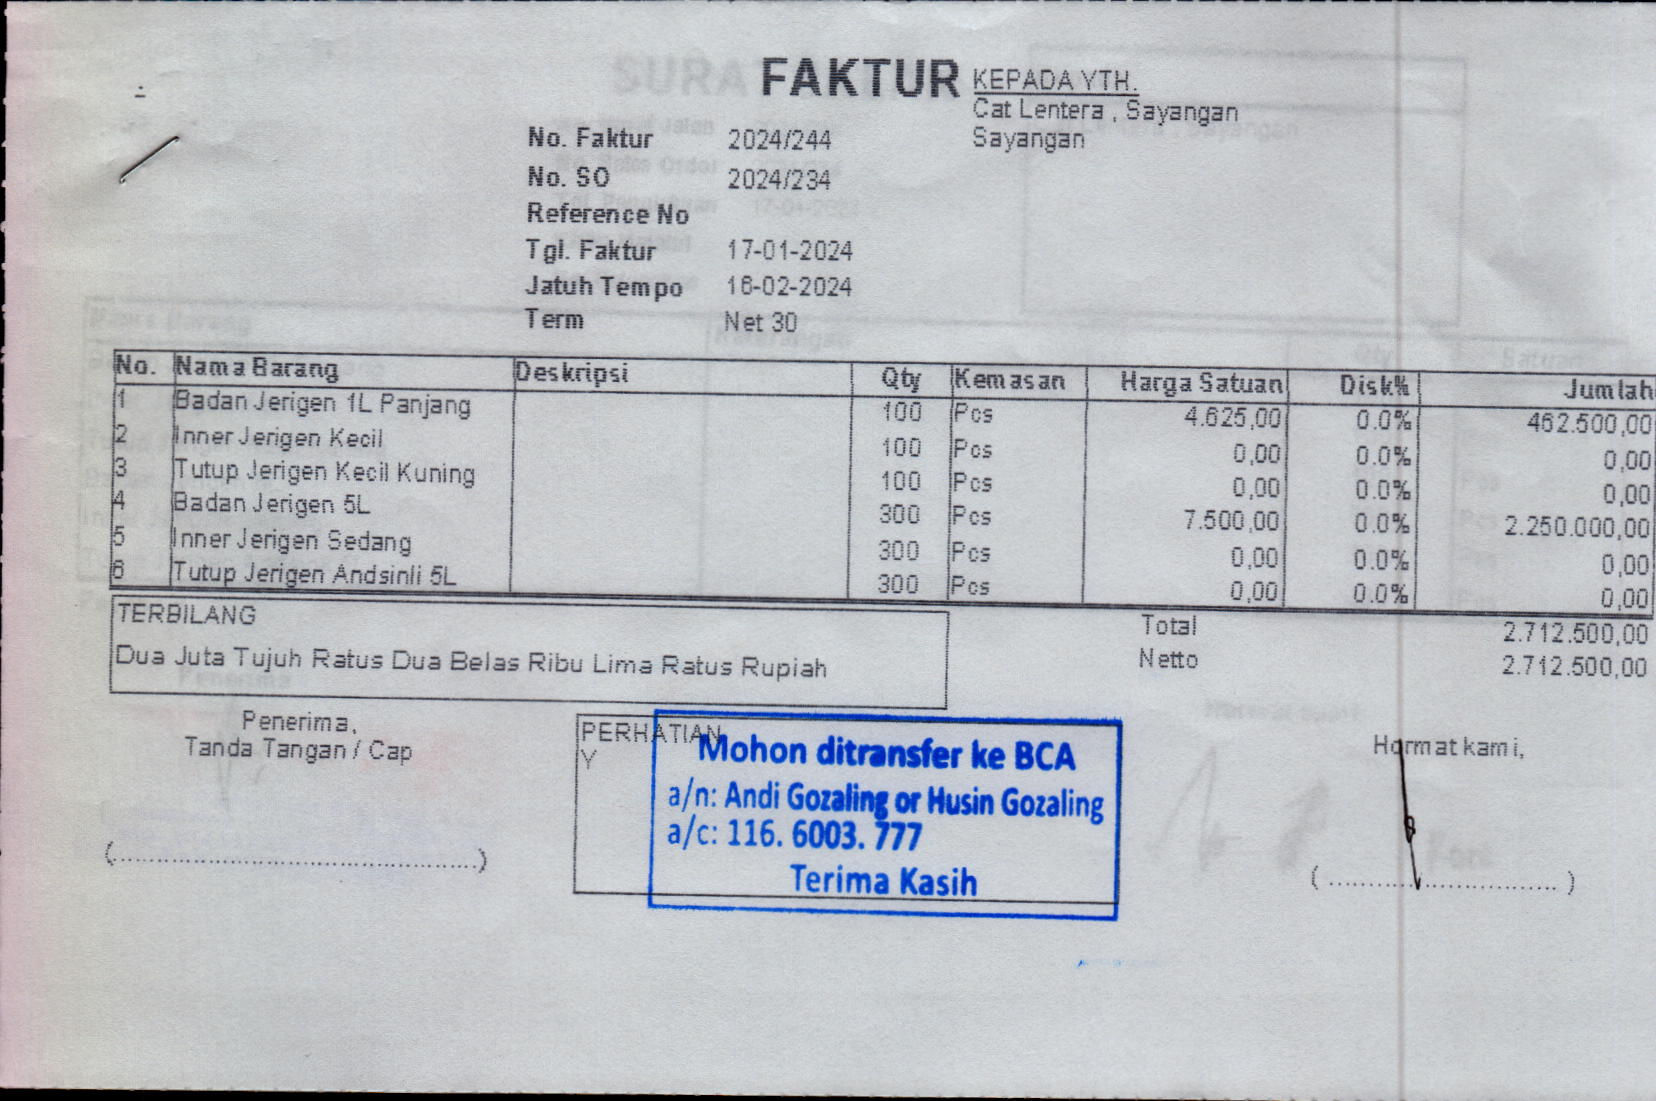 FAKTUR
KEPADA YTH.
Cat Lentera , Sayangan
Sayangan
No. Faktur 2024/244
No. SO 2024/234
Reference No
Tgl. Faktur 17-01-2024
Jatuh Tempo 16-02-2024
Term Net 30
No. Nama Barang Deskripsi Qty Kemasan Harga Satuan Disk% Jumlah
1 Badan Jerigen 1L Panjang 100 Pcs 4.625,00 0.0% 462.500,00
2 Inner Jerigen Kecil 100 Pcs 0,00 0.0% 0,00
3 Tutup Jerigen Kecil Kuning 100 Pcs 0,00 0.0% 0,00
4 Badan Jerigen 5L 300 Pcs 7.500,00 0.0% 2.250.000,00
5 Inner Jerigen Sedang 300 Pcs 0,00 0.0% 0,00
6 Tutup Jerigen Andsinli 5L 300 Pcs 0,00 0.0% 0,00
TERBILANG
Dua Juta Tujuh Ratus Dua Belas Ribu Lima Ratus Rupiah
Total 2.712.500,00
Netto 2.712.500,00
Penerima,
Tanda Tangan / Cap
(................................................)
PERHATIAN
Y
Mohon ditransfer ke BCA
a/n: Andi Gozaling or Husin Gozaling
a/c: 116. 6003. 777
Terima Kasih
Hormat kami,
(................................)